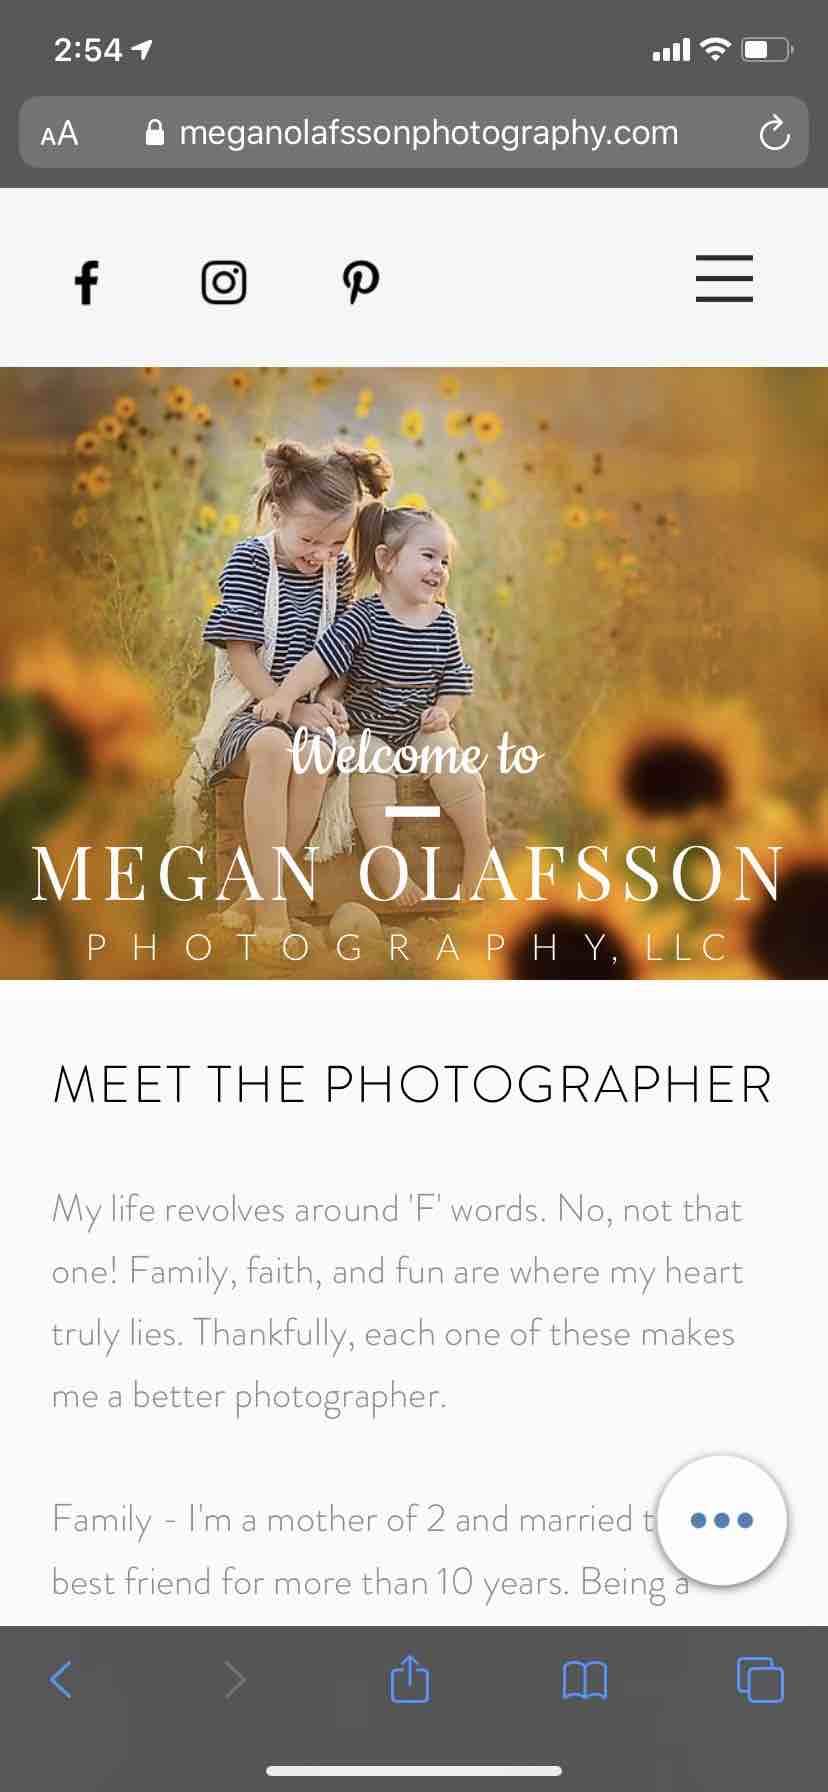 2:54
AA meganolafssonphotography.com
Welcome to
MEGAN OLAFSSON
PHOTOGRAPHY, LLC
MEET THE PHOTOGRAPHER
My life revolves around 'F' words. No, not that
one! Family, faith, and fun are where my heart
truly lies. Thankfully, each one of these makes
me a better photographer.
Family - I'm a mother of 2 and married
best friend for more than 10 years. Being a